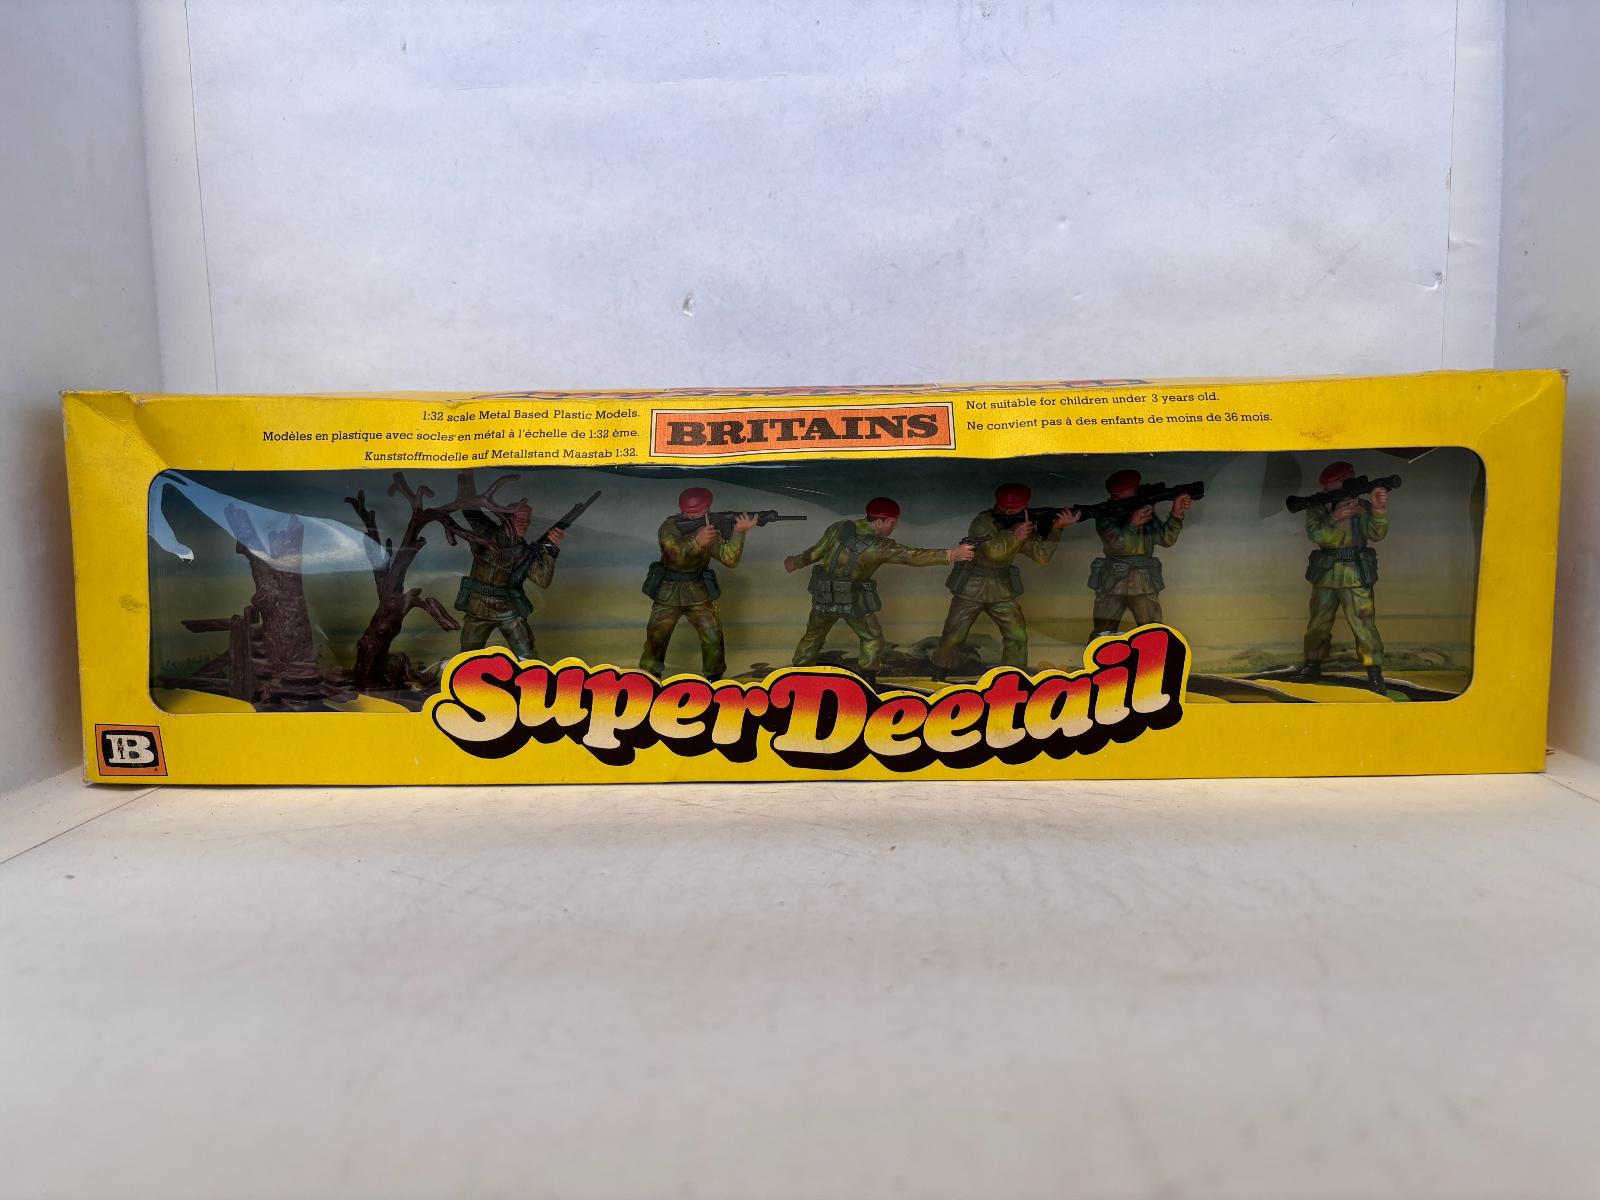 1:32 scale Metal Based Plastic Models.
Modèles en plastique avec socles en métal à l'échelle de 1:32 ème.
Kunststoffmodelle auf Metallstand Maastab 1:32.
BRITAINS
Not suitable for children under 3 years old.
Ne convient pas à des enfants de moins de 36 mois.
SuperDeetail
B